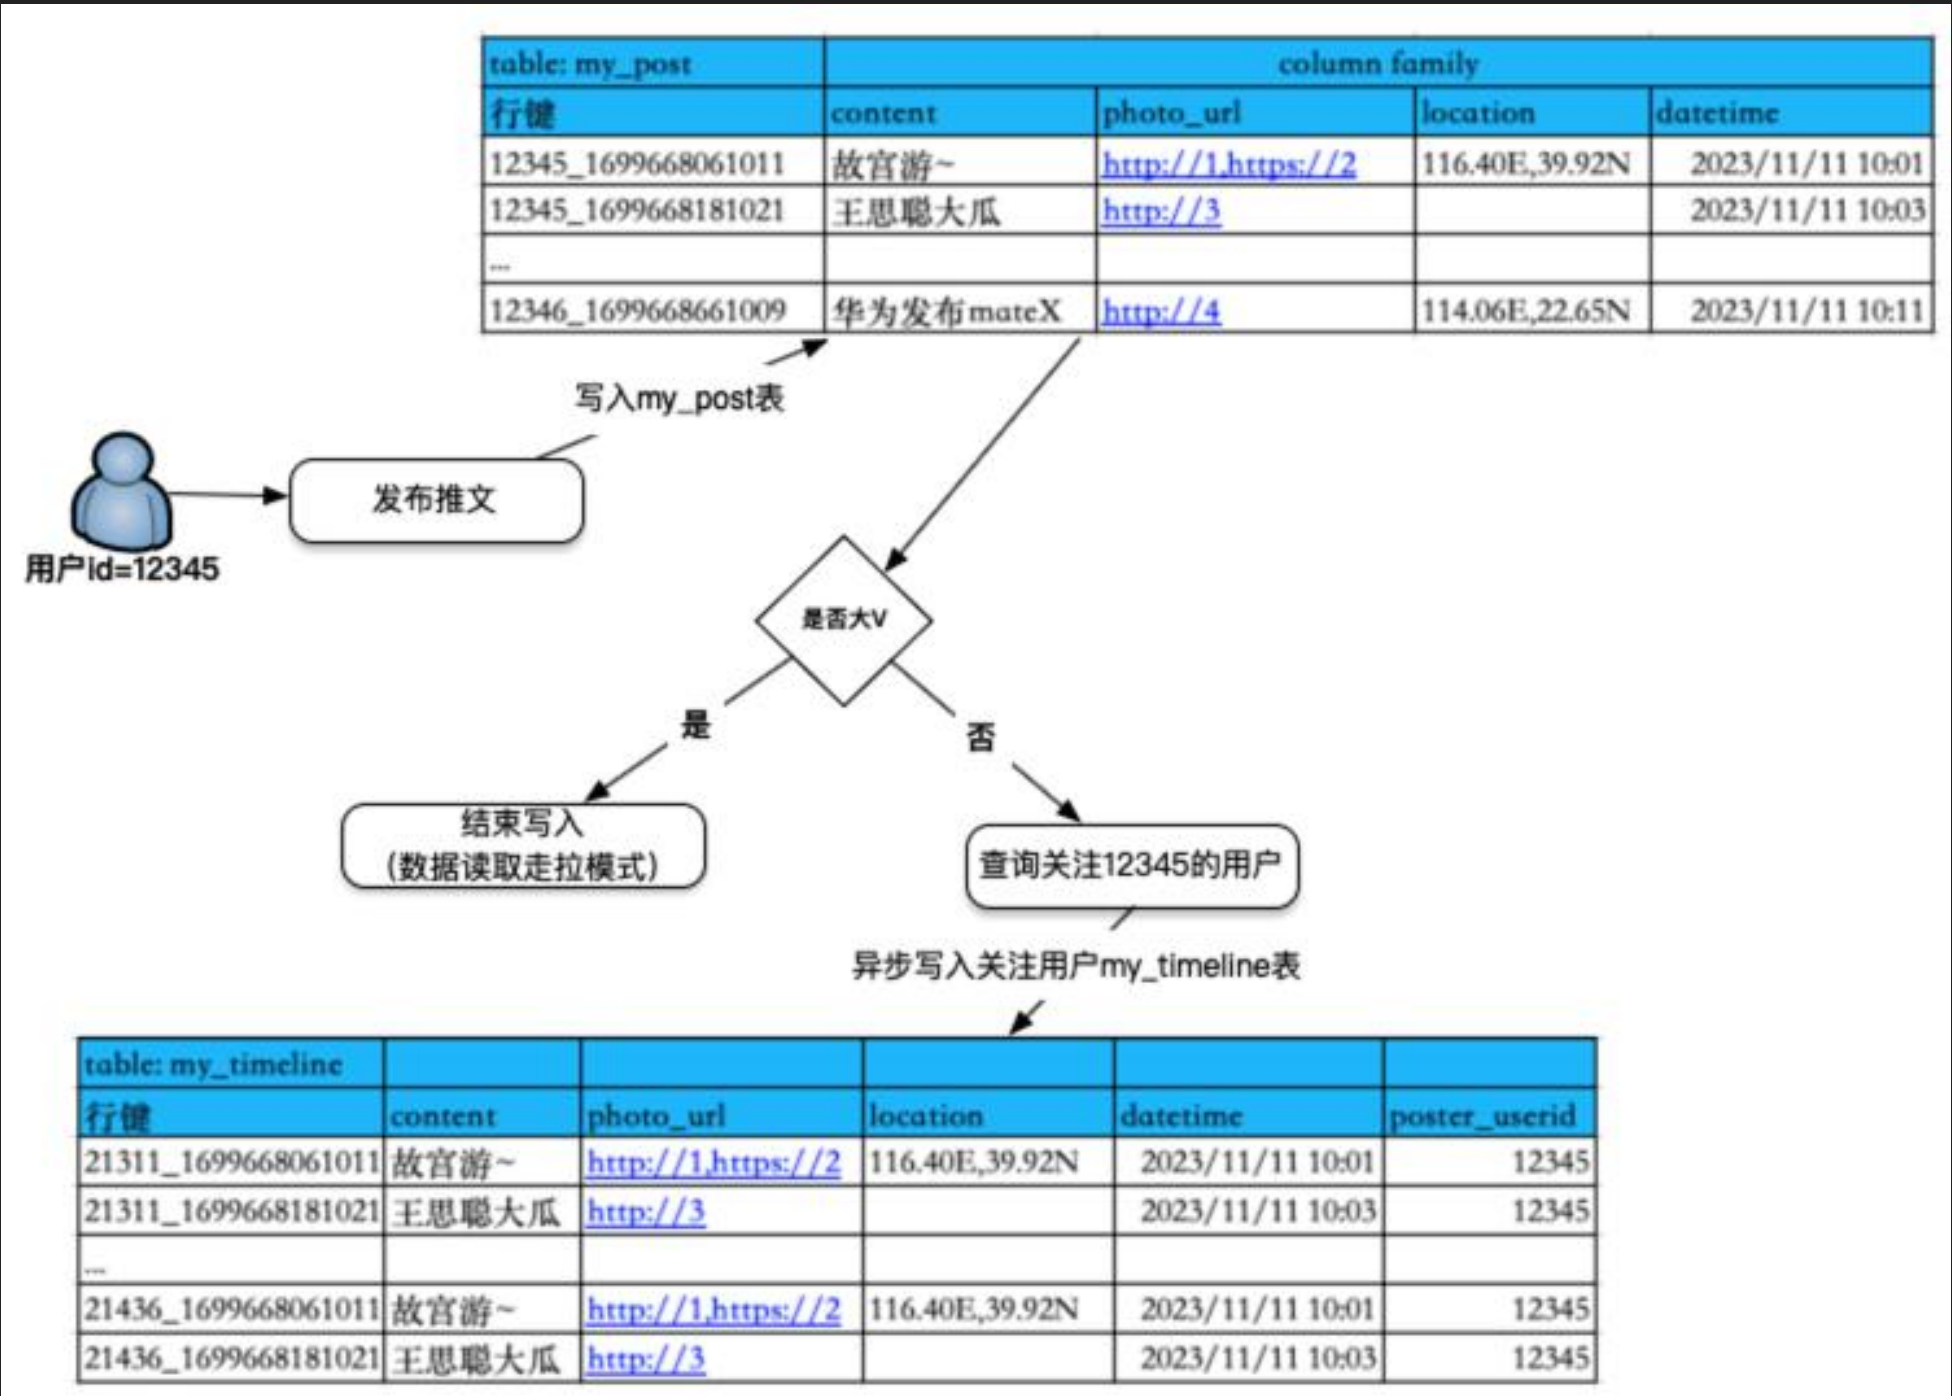 table: my_post column family
行键 content photo_url location datetime
12345_1699668061011 故宫游~ http://1,https://2 116.40E,39.92N 2023/11/11 10:01
12345_1699668181021 王思聪大瓜 http://3 2023/11/11 10:03
...
12346_1699668661009 华为发布mateX http://4 114.06E,22.65N 2023/11/11 10:11
写入my_post表
发布推文
用户id=12345
是否大V
是
否
结束写入
（数据读取走拉模式）
查询关注12345的用户
异步写入关注用户my_timeline表
table: my_timeline
行键 content photo_url location datetime poster_userid
21311_1699668061011 故宫游~ http://1,https://2 116.40E,39.92N 2023/11/11 10:01 12345
21311_1699668181021 王思聪大瓜 http://3 2023/11/11 10:03 12345
...
21436_1699668061011 故宫游~ http://1,https://2 116.40E,39.92N 2023/11/11 10:01 12345
21436_1699668181021 王思聪大瓜 http://3 2023/11/11 10:03 12345